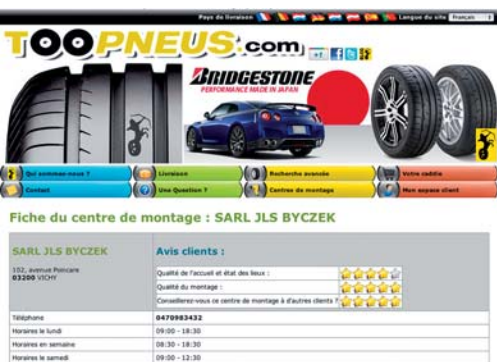 Pays de livraison
Langue du site Français
TOOPNEUS.com
BRIDGESTONE
PERFORMANCE MADE IN JAPAN
Qui sommes-nous ?
Livraison
Recherche avancée
Votre caddie
Contact
Une Question ?
Centres de montage
Mon espace client
Fiche du centre de montage : SARL JLS BYCZEK
SARL JLS BYCZEK
Avis clients :
102, avenue Poincare
03200 VICHY
Qualité de l'accueil et état des lieux :
Qualité du montage :
Conseillerez-vous ce centre de montage à d'autres clients ?
Téléphone 0470983432
Horaires le lundi 09:00 - 18:30
Horaires en semaine 08:30 - 18:30
Horaires le samedi 09:00 - 12:30